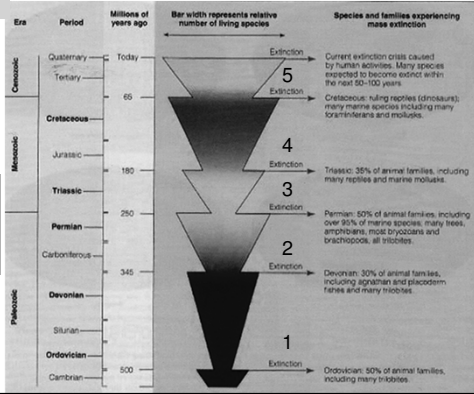 Era
Period
Millions of
years ago
Bar width represents relative
number of living species
Species and families experiencing
mass extinction
Cenozoic
Quaternary
Today
Extinction
Current extinction crisis caused
by human activities. Many species
expected to become extinct within
the next 50–100 years
Tertiary
5
65
Extinction
Cretaceous: ruling reptiles (dinosaurs);
many marine species including many
foraminiferans and mollusks.
Mesozoic
Cretaceous
4
Jurassic
180
Extinction
Triassic: 35% of animal families, including
many reptiles and marine mollusks.
Triassic
3
250
Extinction
Permian: 50% of animal families, including
over 95% of marine species; many trees,
amphibians, most bryozoans and
brachiopods, all trilobites.
Paleozoic
Permian
2
Carboniferous
345
Extinction
Devonian: 30% of animal families,
including agnathan and placoderm
fishes and many trilobites.
Devonian
Silurian
1
Ordovician
500
Extinction
Ordovician: 50% of animal families,
including many trilobites.
Cambrian